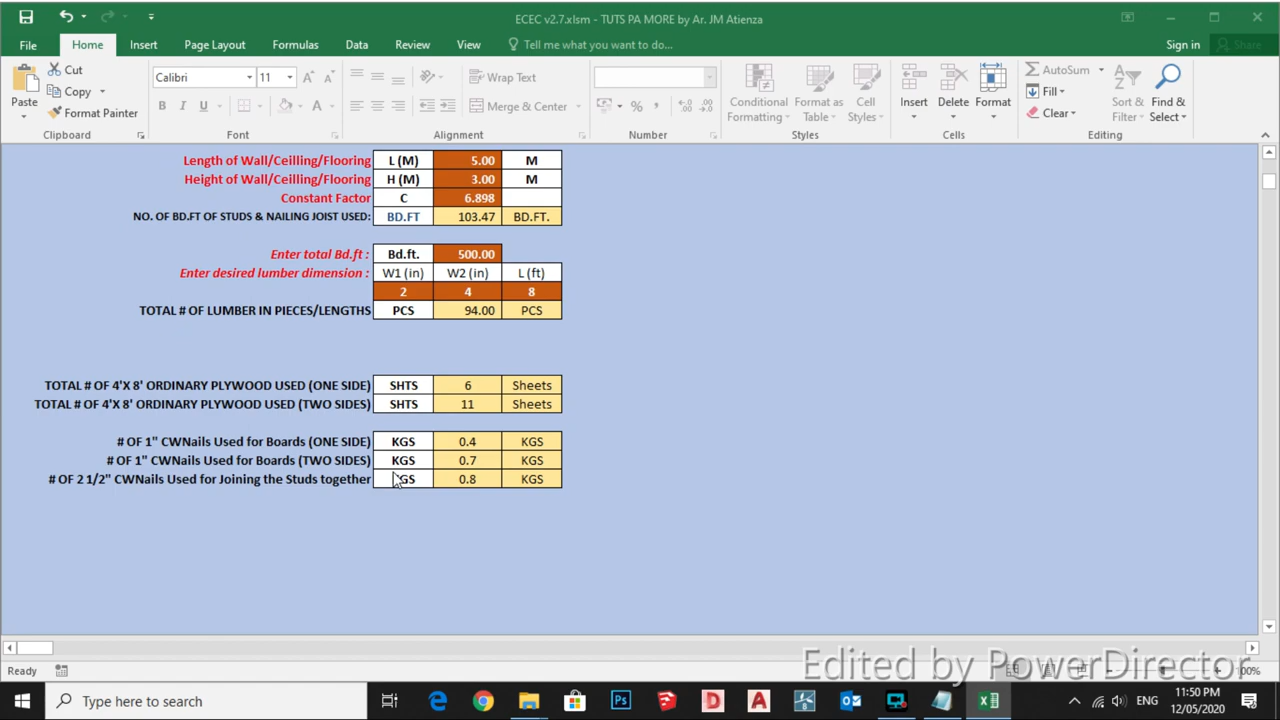 ECEC v2.7.xlsm - TUTS PA MORE by Ar. JM Atienza
File Home Insert Page Layout Formulas Data Review View Tell me what you want to do... Sign in Share
Cut
Copy
Format Painter
Paste
Clipboard
Calibri 11
B I U
Font
Wrap Text
Merge & Center
Alignment
%
Number
Conditional Formatting
Format as Table
Cell Styles
Styles
Insert Delete Format
Cells
AutoSum
Fill
Clear
Sort & Filter
Find & Select
Editing
Length of Wall/Ceilling/Flooring L (M) 5.00 M
Height of Wall/Ceilling/Flooring H (M) 3.00 M
Constant Factor C 6.898
NO. OF BD.FT OF STUDS & NAILING JOIST USED: BD.FT 103.47 BD.FT.
Enter total Bd.ft : Bd.ft. 500.00
Enter desired lumber dimension : W1 (in) W2 (in) L (ft)
2 4 8
TOTAL # OF LUMBER IN PIECES/LENGTHS PCS 94.00 PCS
TOTAL # OF 4'X 8' ORDINARY PLYWOOD USED (ONE SIDE) SHTS 6 Sheets
TOTAL # OF 4'X 8' ORDINARY PLYWOOD USED (TWO SIDES) SHTS 11 Sheets
# OF 1" CWNails Used for Boards (ONE SIDE) KGS 0.4 KGS
# OF 1" CWNails Used for Boards (TWO SIDES) KGS 0.7 KGS
# OF 2 1/2" CWNails Used for Joining the Studs together KGS 0.8 KGS
Ready
100%
Edited by PowerDirector
Type here to search
ENG
11:50 PM
12/05/2020